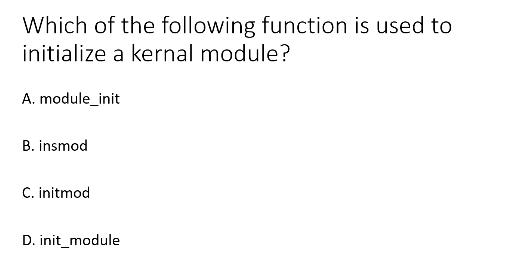 Which of the following function is used to
initialize a kernal module?
A. module_init
B. insmod
C. initmod
D. init_module